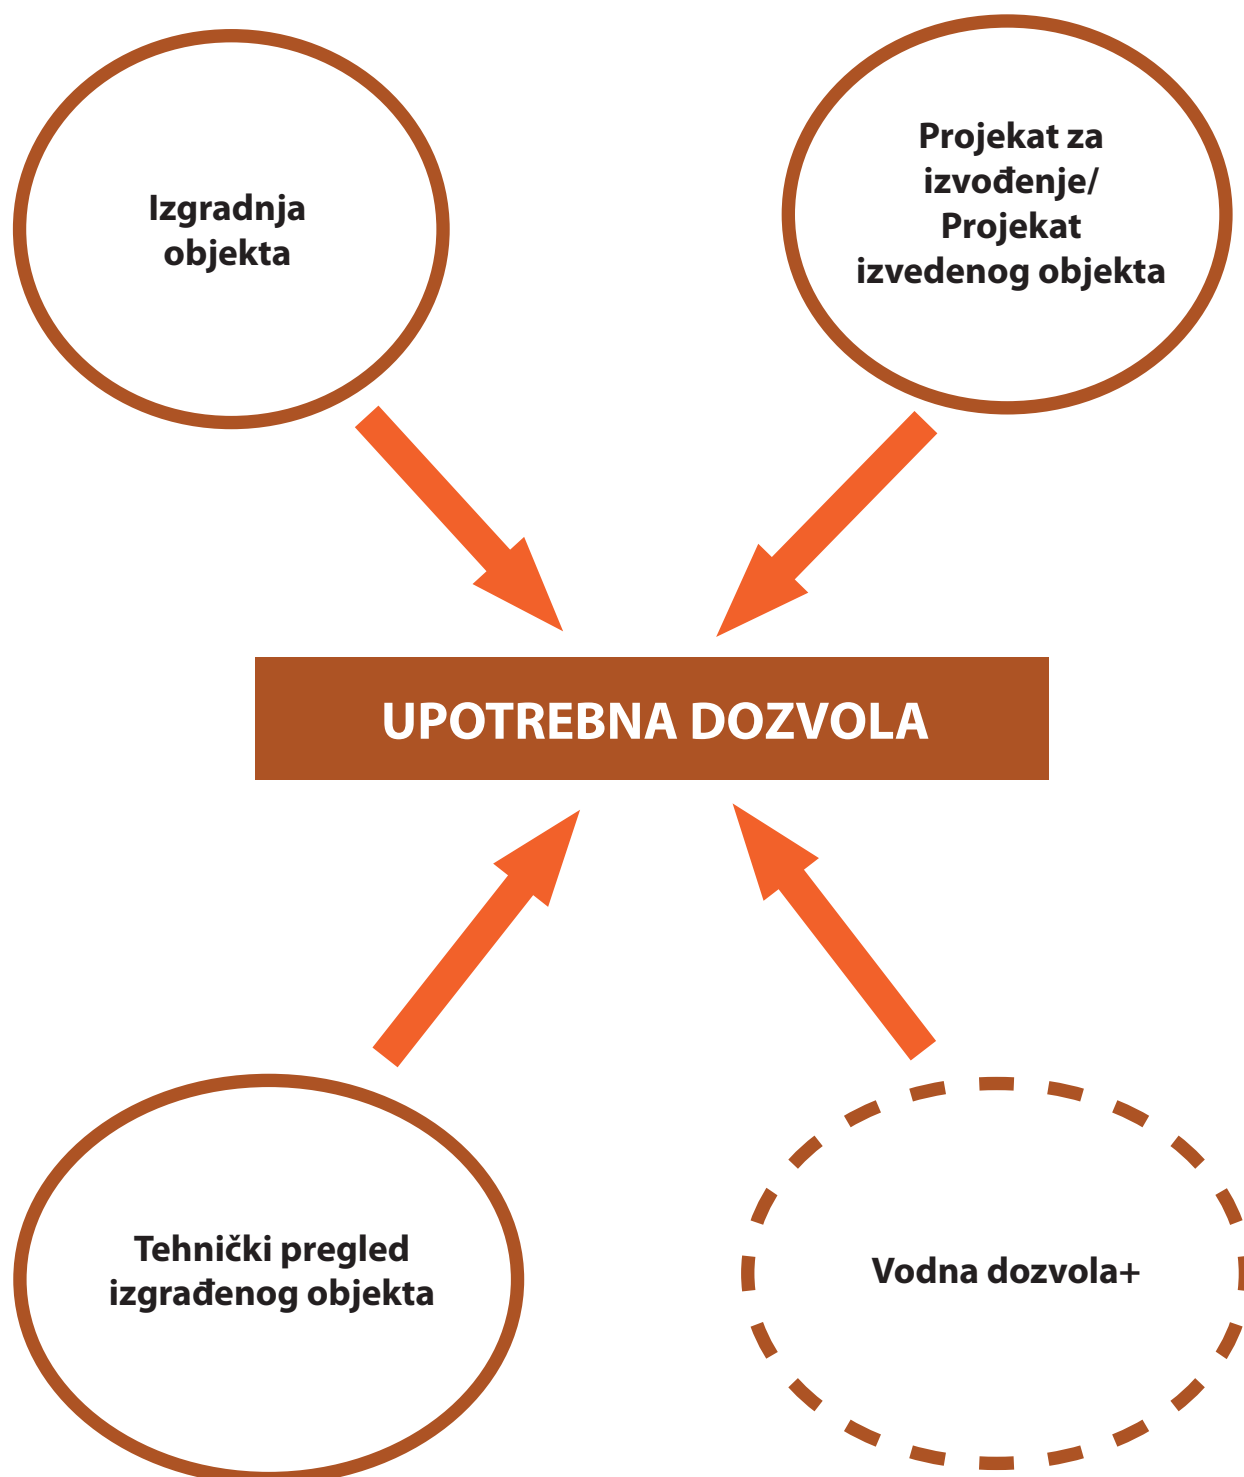 Izgradnja
objekta
Projekat za
izvođenje/
Projekat
izvedenog objekta
UPOTREBNA DOZVOLA
Tehnički pregled
izgrađenog objekta
Vodna dozvola+